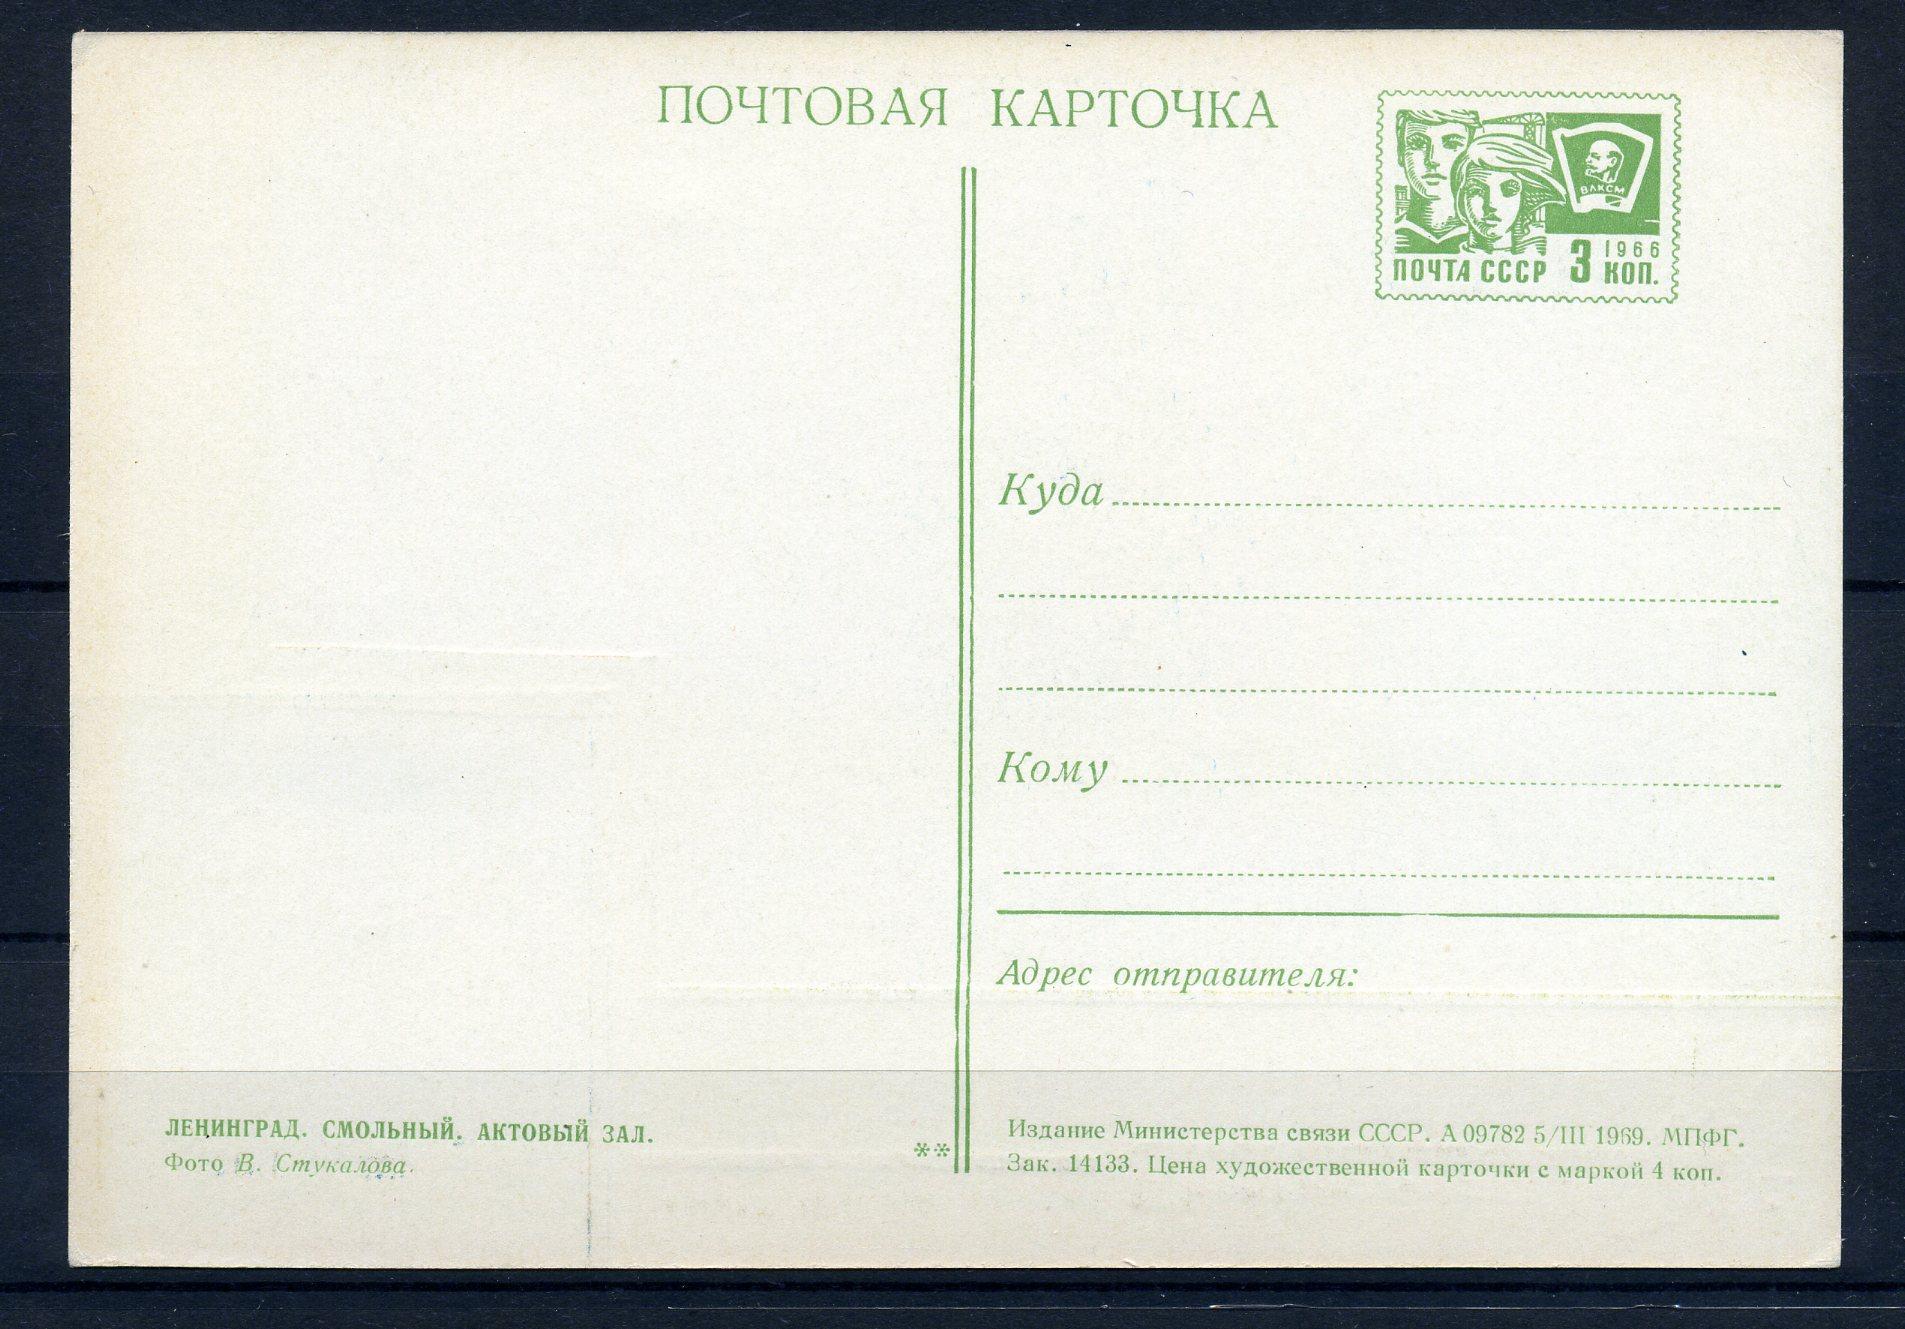 ПОЧТОВАЯ КАРТОЧКА
ВЛКСМ
1966
ПОЧТА СССР 3 КОП.
Куда
Кому
Адрес отправителя:
ЛЕНИНГРАД. СМОЛЬНЫЙ. АКТОВЫЙ ЗАЛ.
Фото В. Стукалова.
**
Издание Министерства связи СССР. А 09782 5/III 1969. МПФГ.
Зак. 14133. Цена художественной карточки с маркой 4 коп.